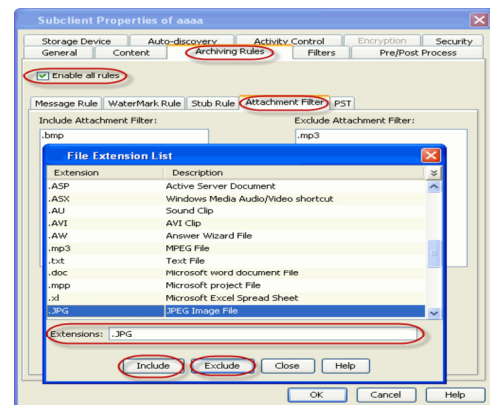 Subclient Properties of aaaa
Storage Device Auto-discovery Activity Control Encryption Security
General Content Archiving Rules Filters Pre/Post Process
Enable all rules
Message Rule WaterMark Rule Stub Rule Attachment Filter PST
Include Attachment Filter: Exclude Attachment Filter:
.bmp .mp3
File Extension List
Extension Description
.ASP Active Server Document
.ASX Windows Media Audio/Video shortcut
.AU Sound Clip
.AVI AVI Clip
.AW Answer Wizard File
.mp3 MPEG File
.txt Text File
.doc Microsoft word document File
.mpp Microsoft project File
.xl Microsoft Excel Spread Sheet
.JPG JPEG Image File
Extensions: .JPG
Include Exclude Close Help
OK Cancel Help